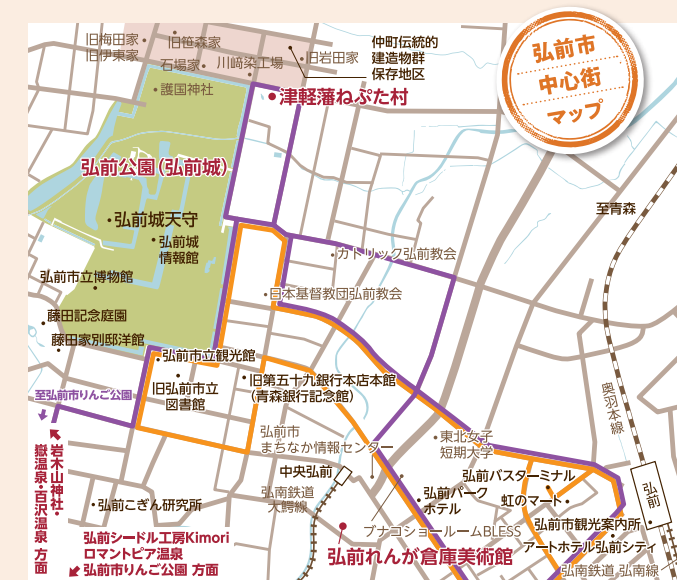 弘前市
中心街
マップ
旧梅田家
旧伊東家
旧笹森家
石場家
川﨑染工場
旧岩田家
仲町伝統的
建造物群
保存地区
護国神社
津軽藩ねぷた村
弘前公園（弘前城）
弘前城天守
弘前城
情報館
至青森
カトリック弘前教会
弘前市立博物館
日本基督教団弘前教会
藤田記念庭園
藤田家別邸洋館
弘前市立観光館
至弘前市りんご公園
旧弘前市立
図書館
旧第五十九銀行本店本館
（青森銀行記念館）
奥羽本線
弘前市
まちなか情報センター
東北女子
短期大学
岩木山神社・
嶽温泉・百沢温泉 方面
中央弘前
弘南鉄道
大鰐線
弘前バスターミナル
弘前パーク
ホテル
虹のマート
弘前
弘前こぎん研究所
ブナコショールームBLESS
弘前市観光案内所
アートホテル弘前シティ
弘前シードル工房Kimori
ロマントピア温泉
弘前市りんご公園 方面
弘前れんが倉庫美術館
弘南鉄道 弘南線